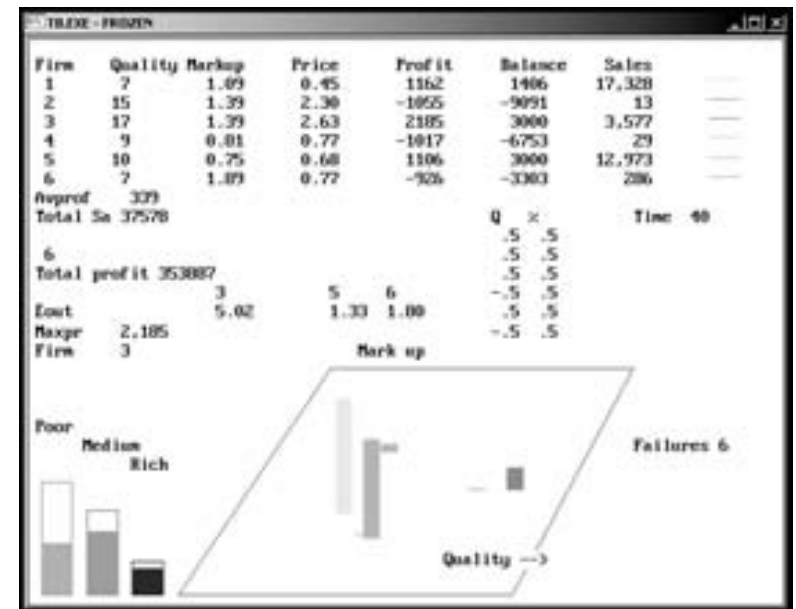 TB.EXE - FROZEN
Firm Quality Markup Price Profit Balance Sales
1 7 1.09 0.45 1162 1406 17,328
2 15 1.39 2.30 -1055 -9091 13
3 17 1.39 2.63 2185 3000 3,577
4 9 0.81 0.77 -1017 -6753 29
5 10 0.75 0.68 1106 3000 12,973
6 7 1.89 0.77 -926 -3303 286
Avprof 339
Total Sa 37578 Q % Time 40
.5 .5
6 .5 .5
Total profit 353887 .5 .5
3 5 6 -.5 .5
Eout 5.02 1.33 1.80 .5 .5
Maxpr 2,185 -.5 .5
Firm 3 Mark up
Poor
Medium Failures 6
Rich
Quality -->